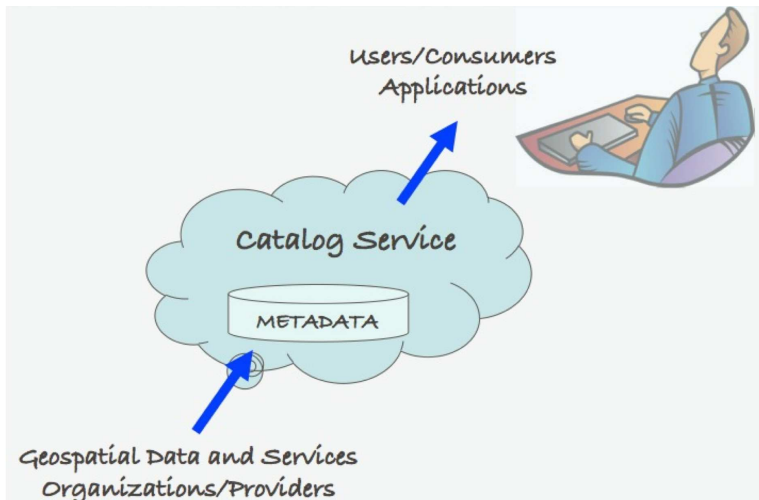 Users/Consumers
Applications
Catalog Service
METADATA
Geospatial Data and Services
Organizations/Providers